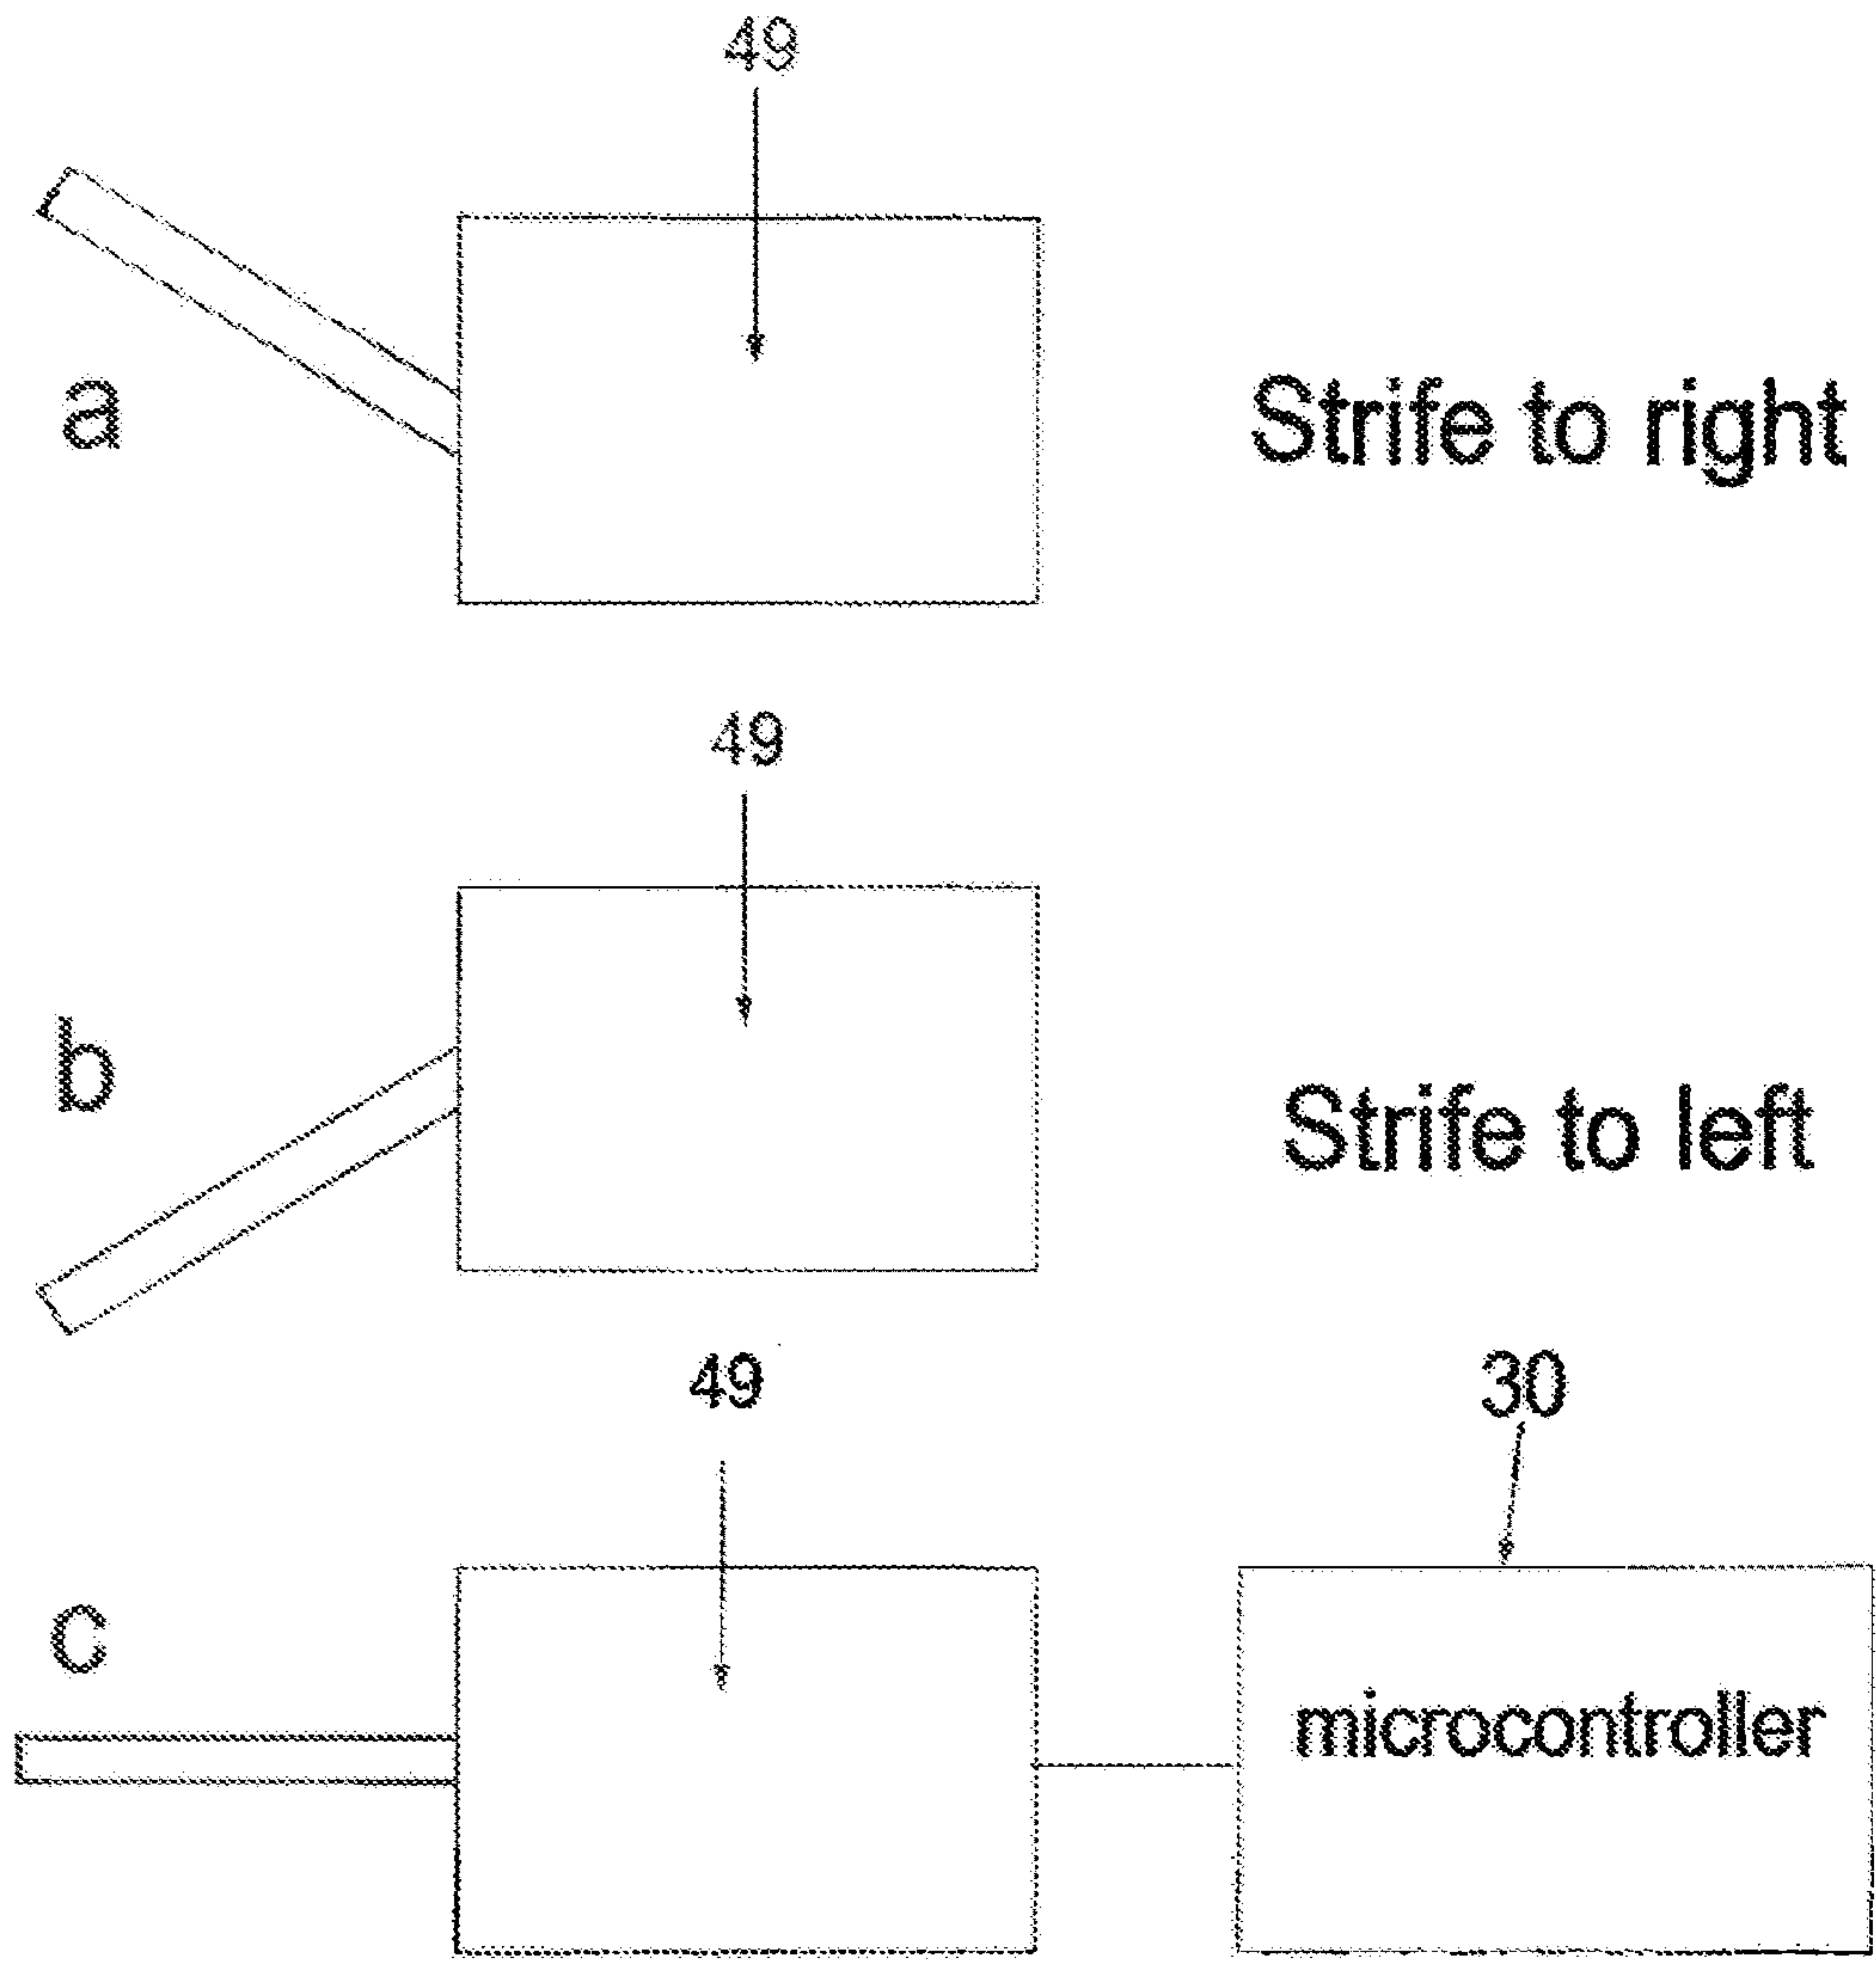 49
a
Strife to right
49
b
Strife to left
49
30
c
microcontroller